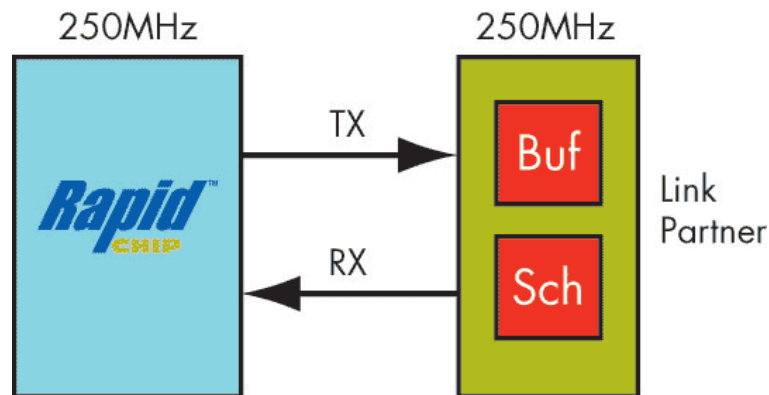 250MHz
250MHz
TX
Buf
Rapid™
CHIP
Link
Partner
RX
Sch